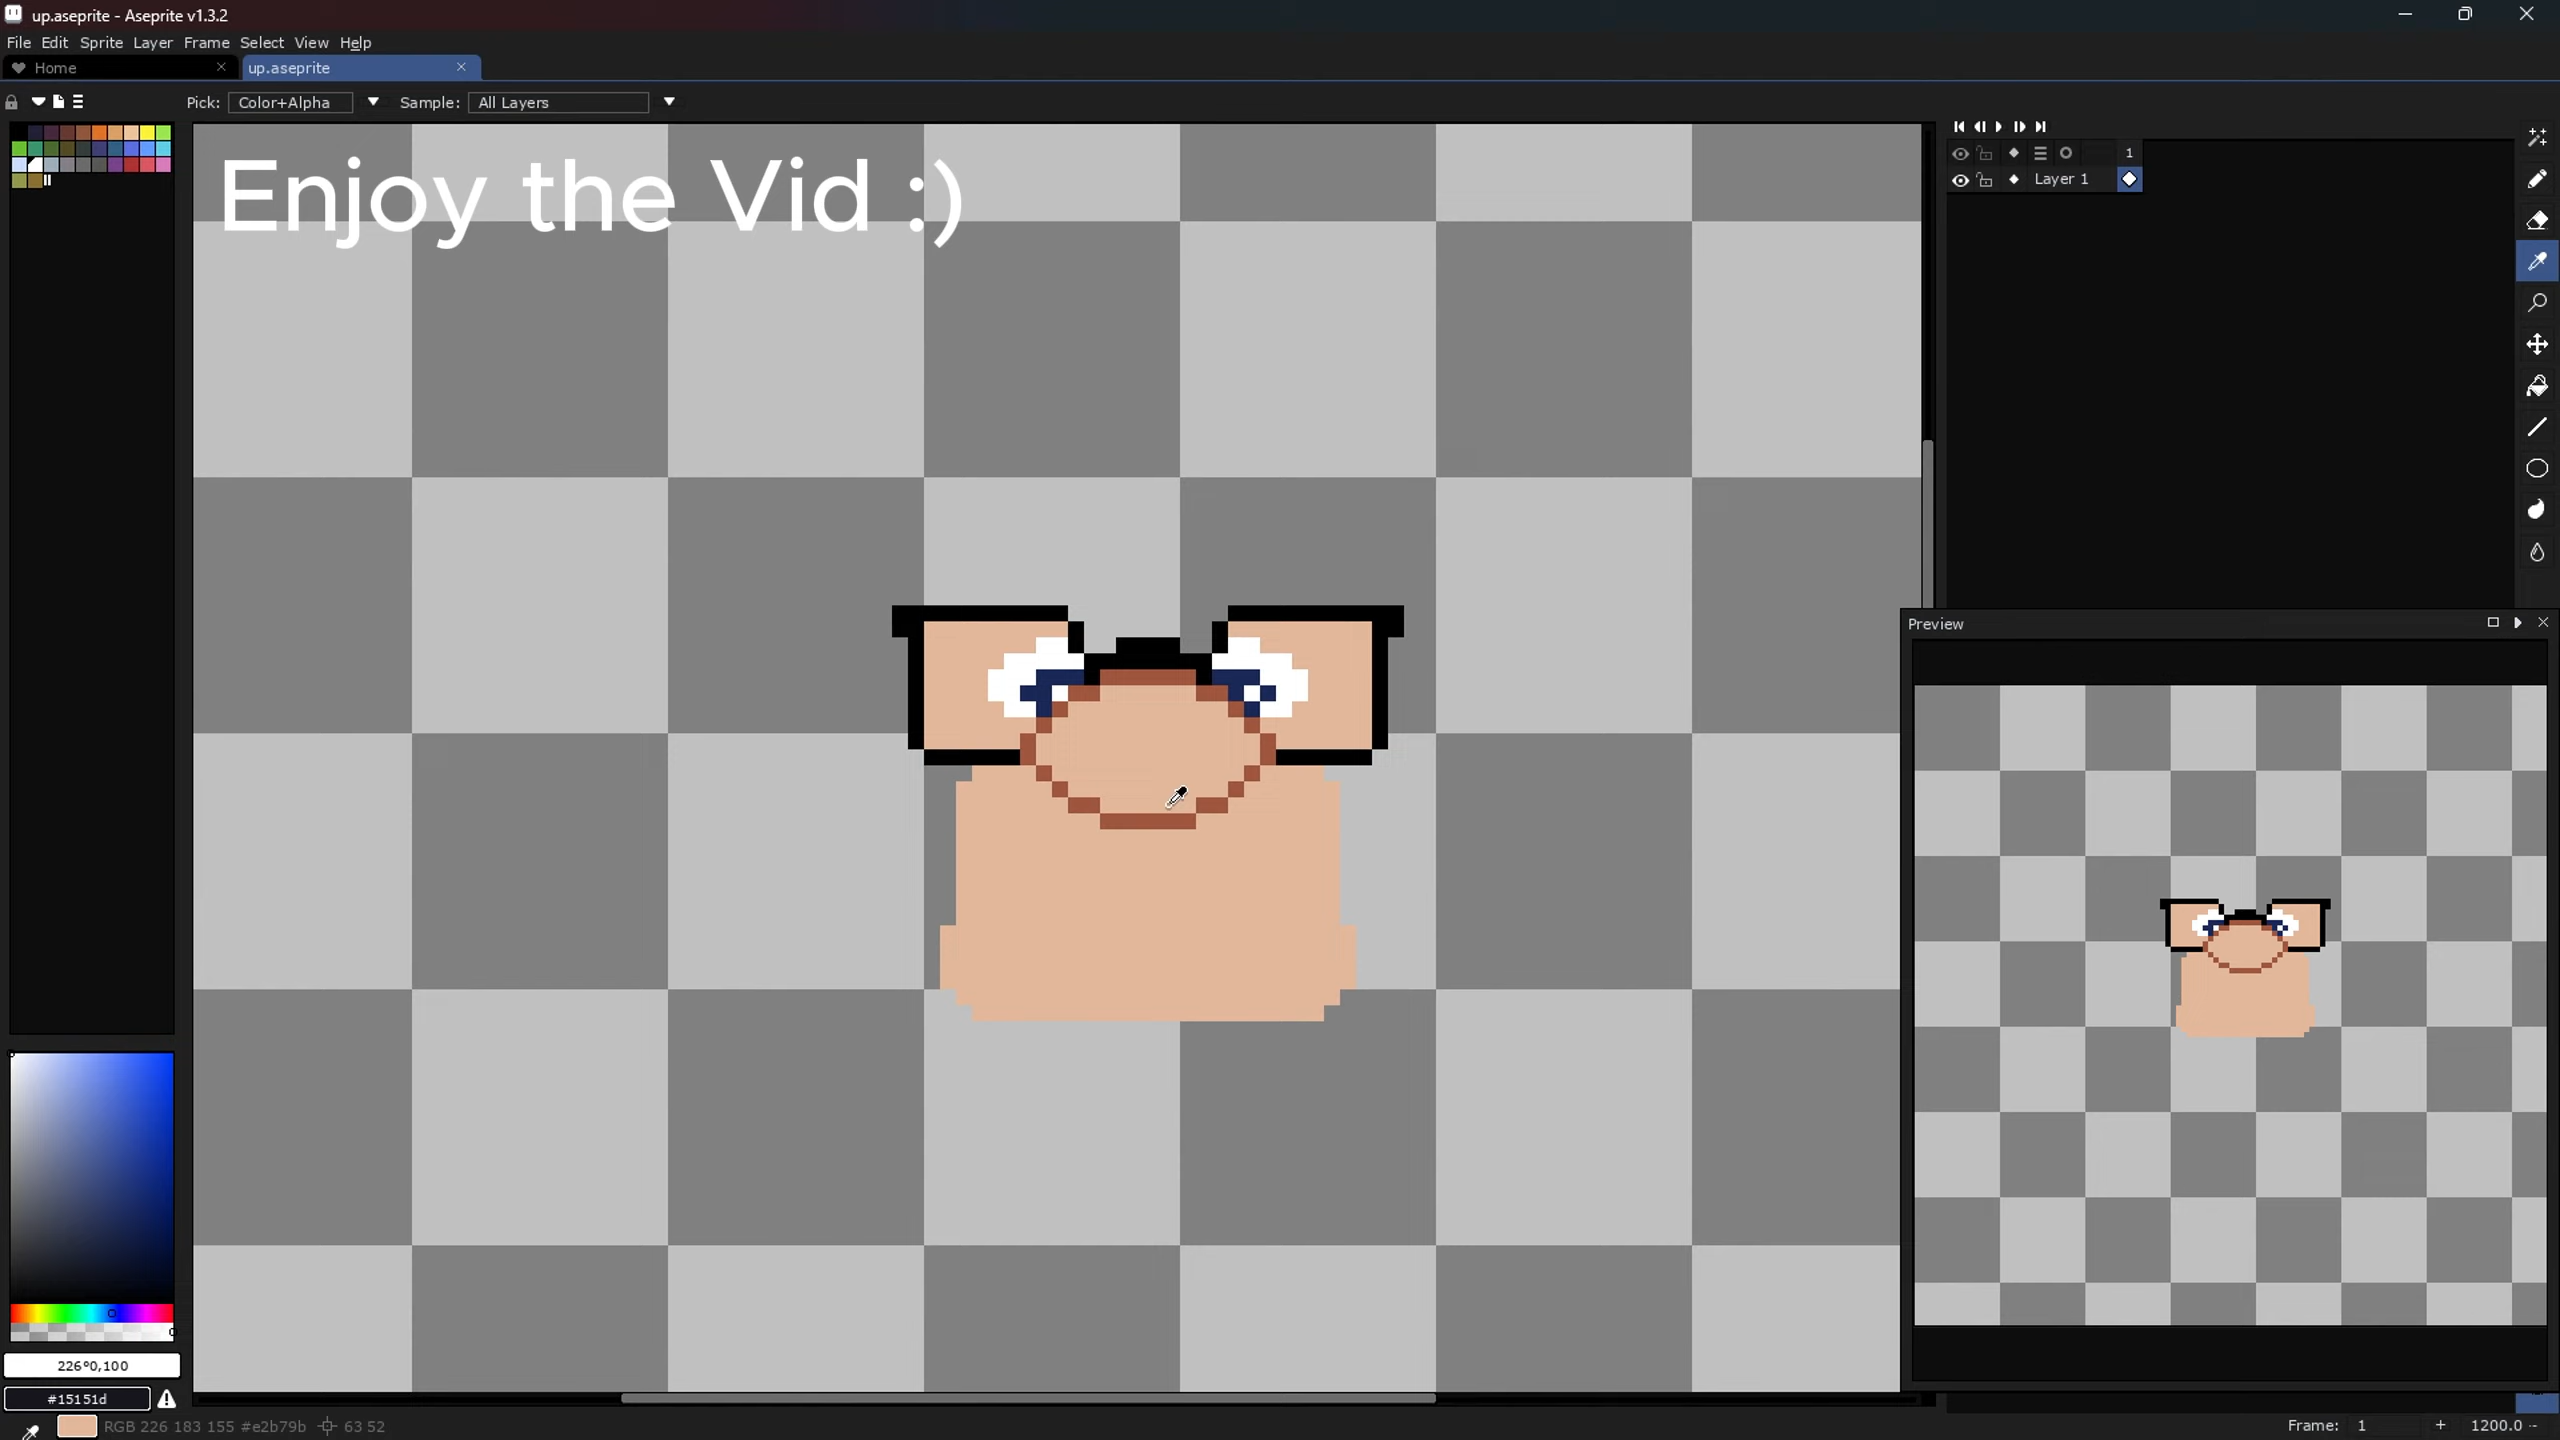 up.aseprite - Aseprite v1.3.2
File Edit Sprite Layer Frame Select View Help
Home
up.aseprite
Pick: Color+Alpha Sample: All Layers
Enjoy the Vid :)
1
Layer 1
Preview
226°0,100
#15151d
RGB 226 183 155 #e2b79b 63 52
Frame: 1 + 1200.0